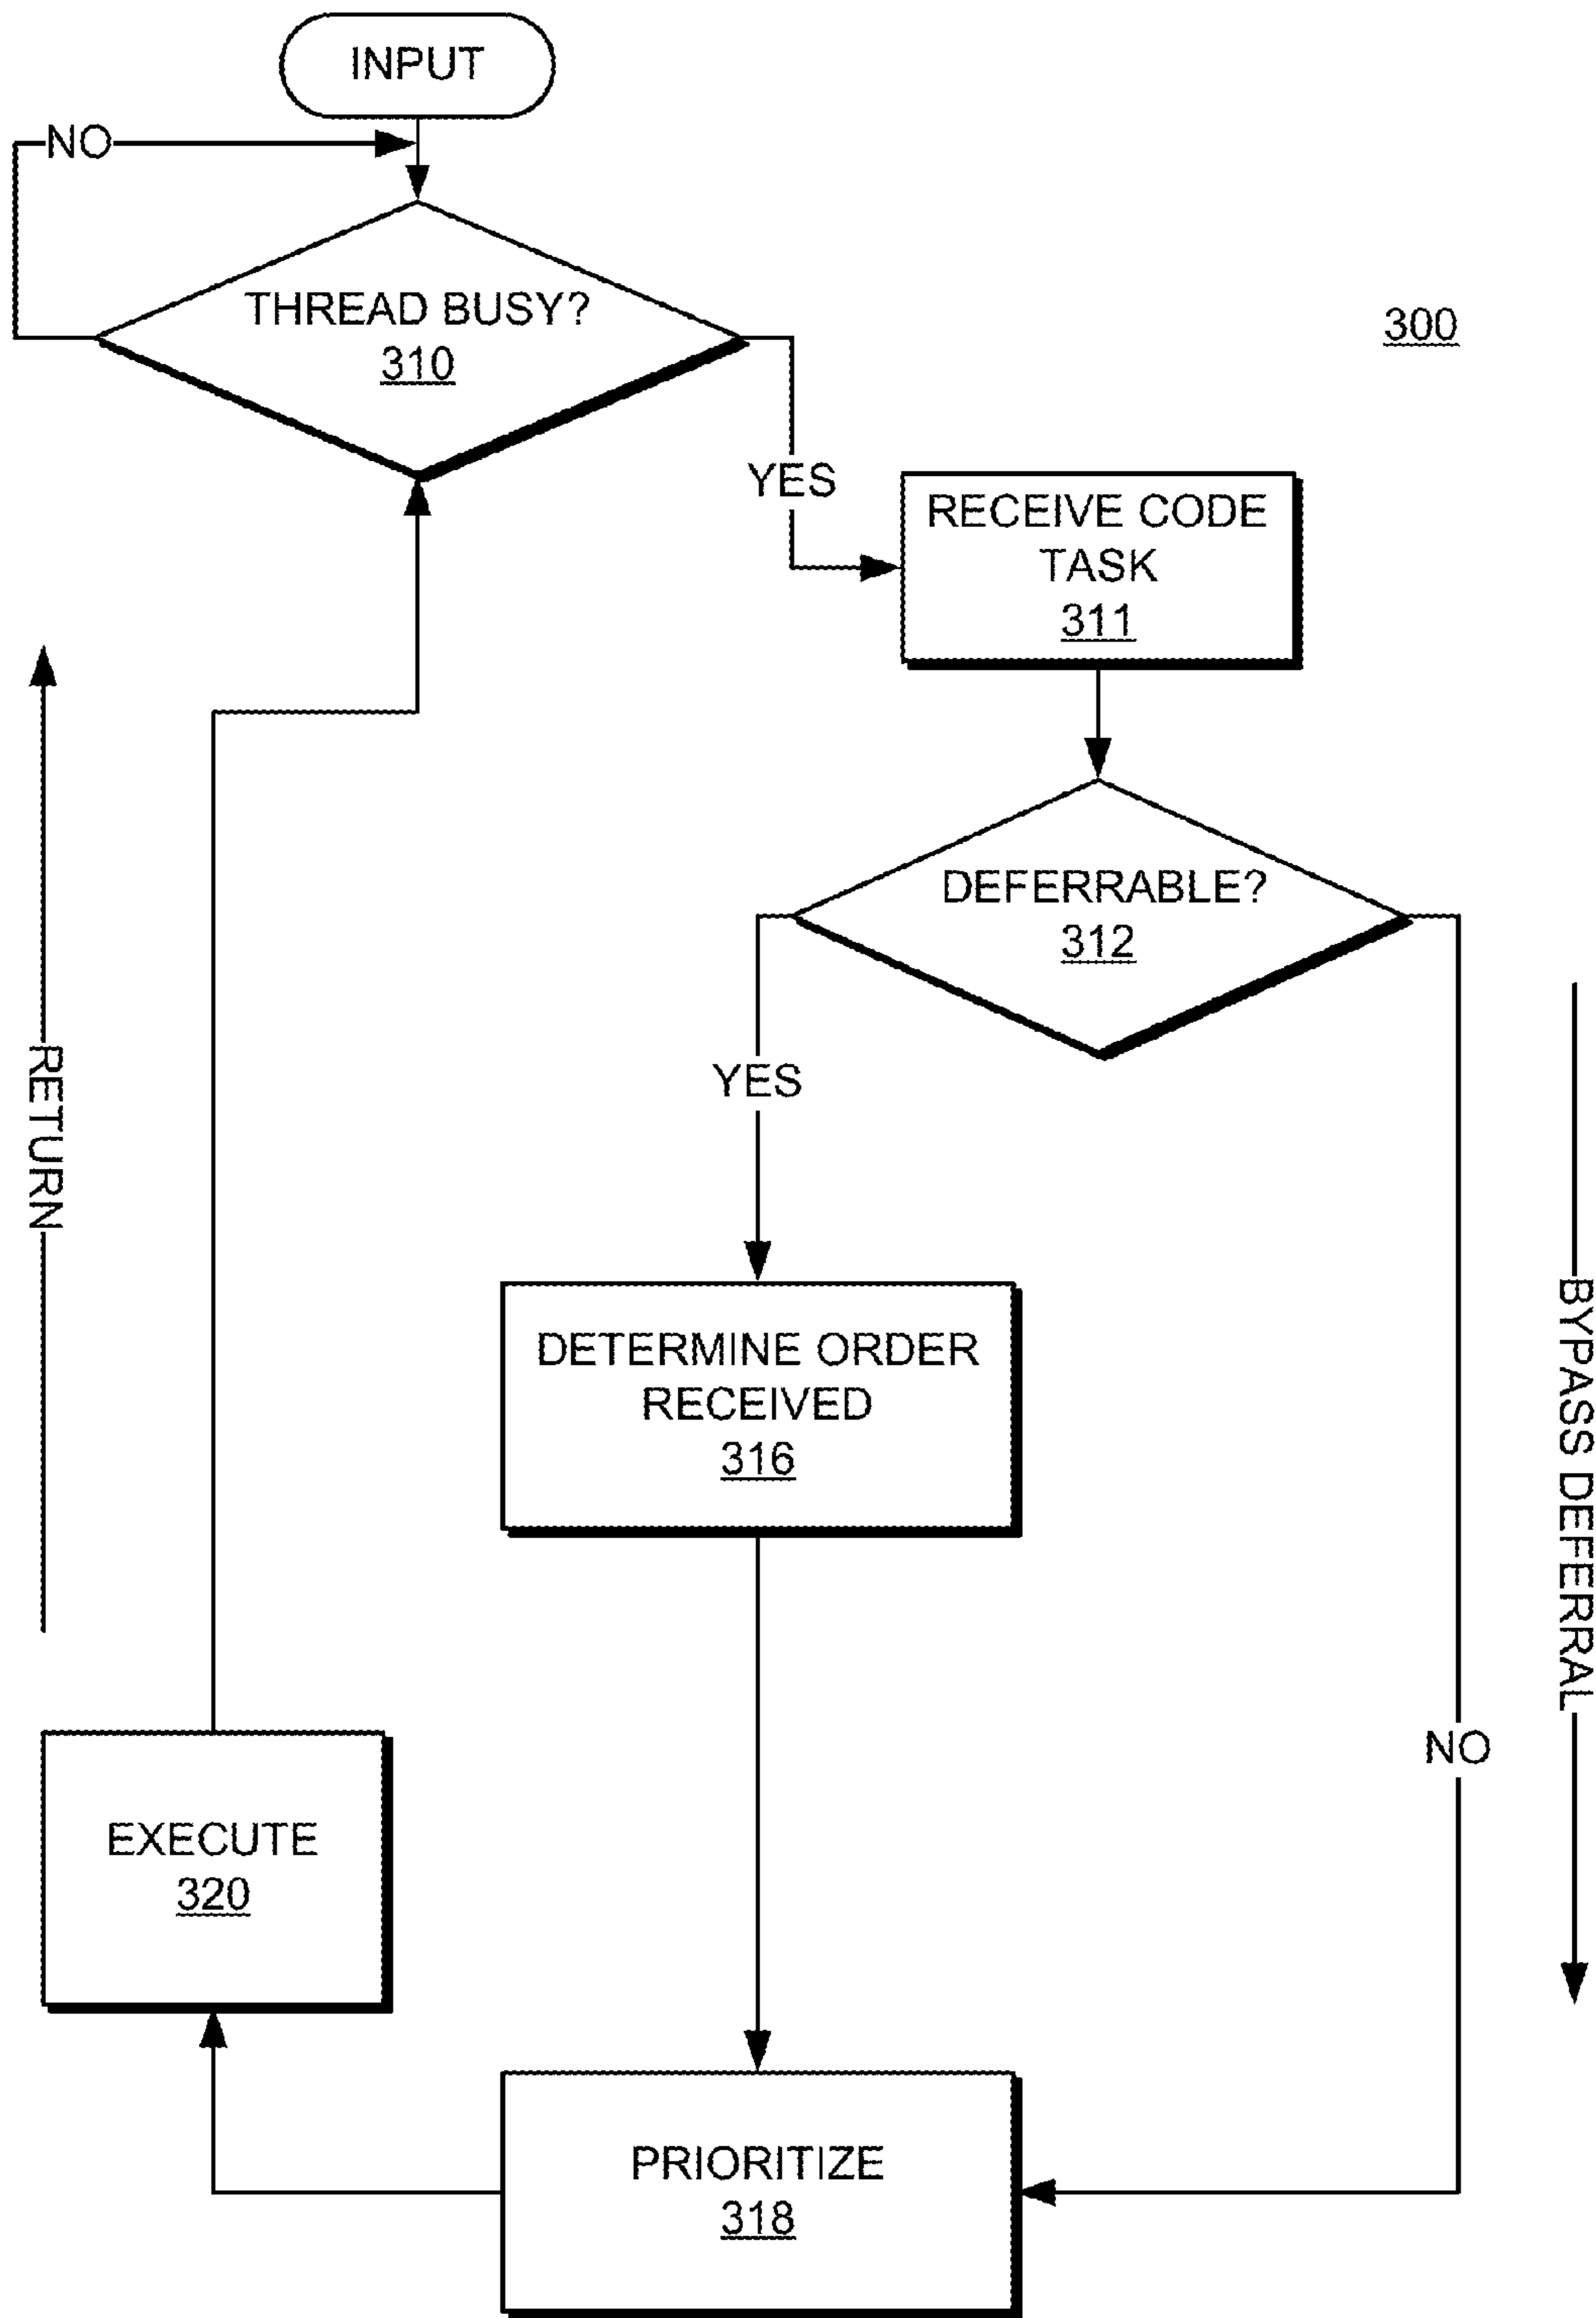 INPUT
NO
THREAD BUSY?
310
300
YES
RECEIVE CODE
TASK
311
DEFERRABLE?
312
YES
RETURN
DETERMINE ORDER
RECEIVED
316
BYPASS DEFERRAL
NO
EXECUTE
320
PRIORITIZE
318